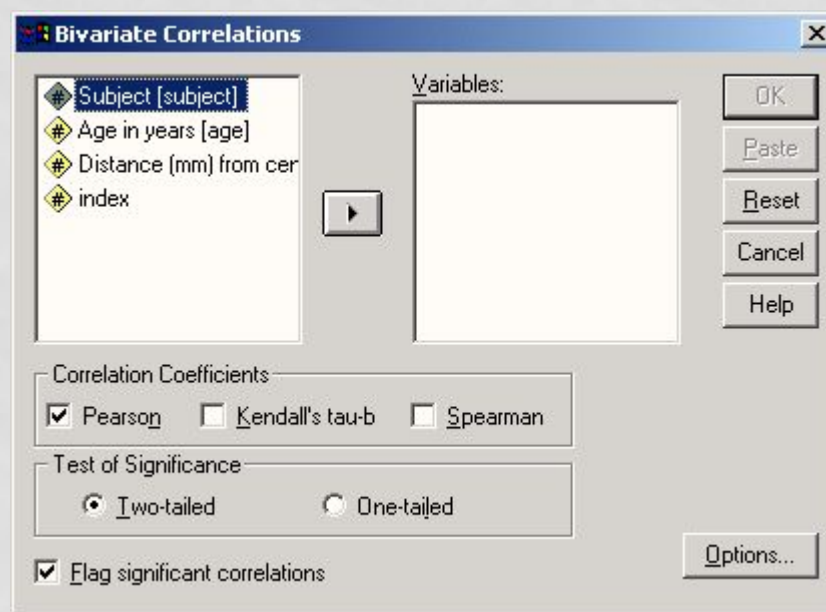 Bivariate Correlations
Subject [subject]
Age in years [age]
Distance (mm) from cer
index
Variables:
OK
Paste
Reset
Cancel
Help
Correlation Coefficients
Pearson Kendall's tau-b Spearman
Test of Significance
Two-tailed One-tailed
Flag significant correlations
Options...